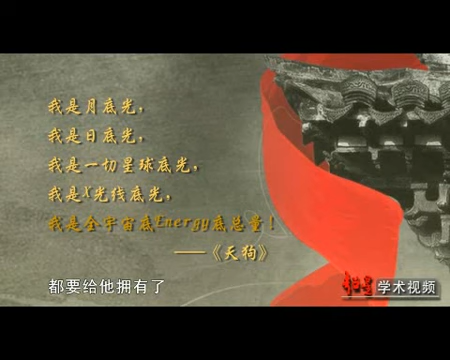 我是月底光，
我是日底光，
我是一切星球底光，
我是X光线底光，
我是全宇宙底Energy底总量！
——《天狗》
都要给他拥有了
超星学术视频